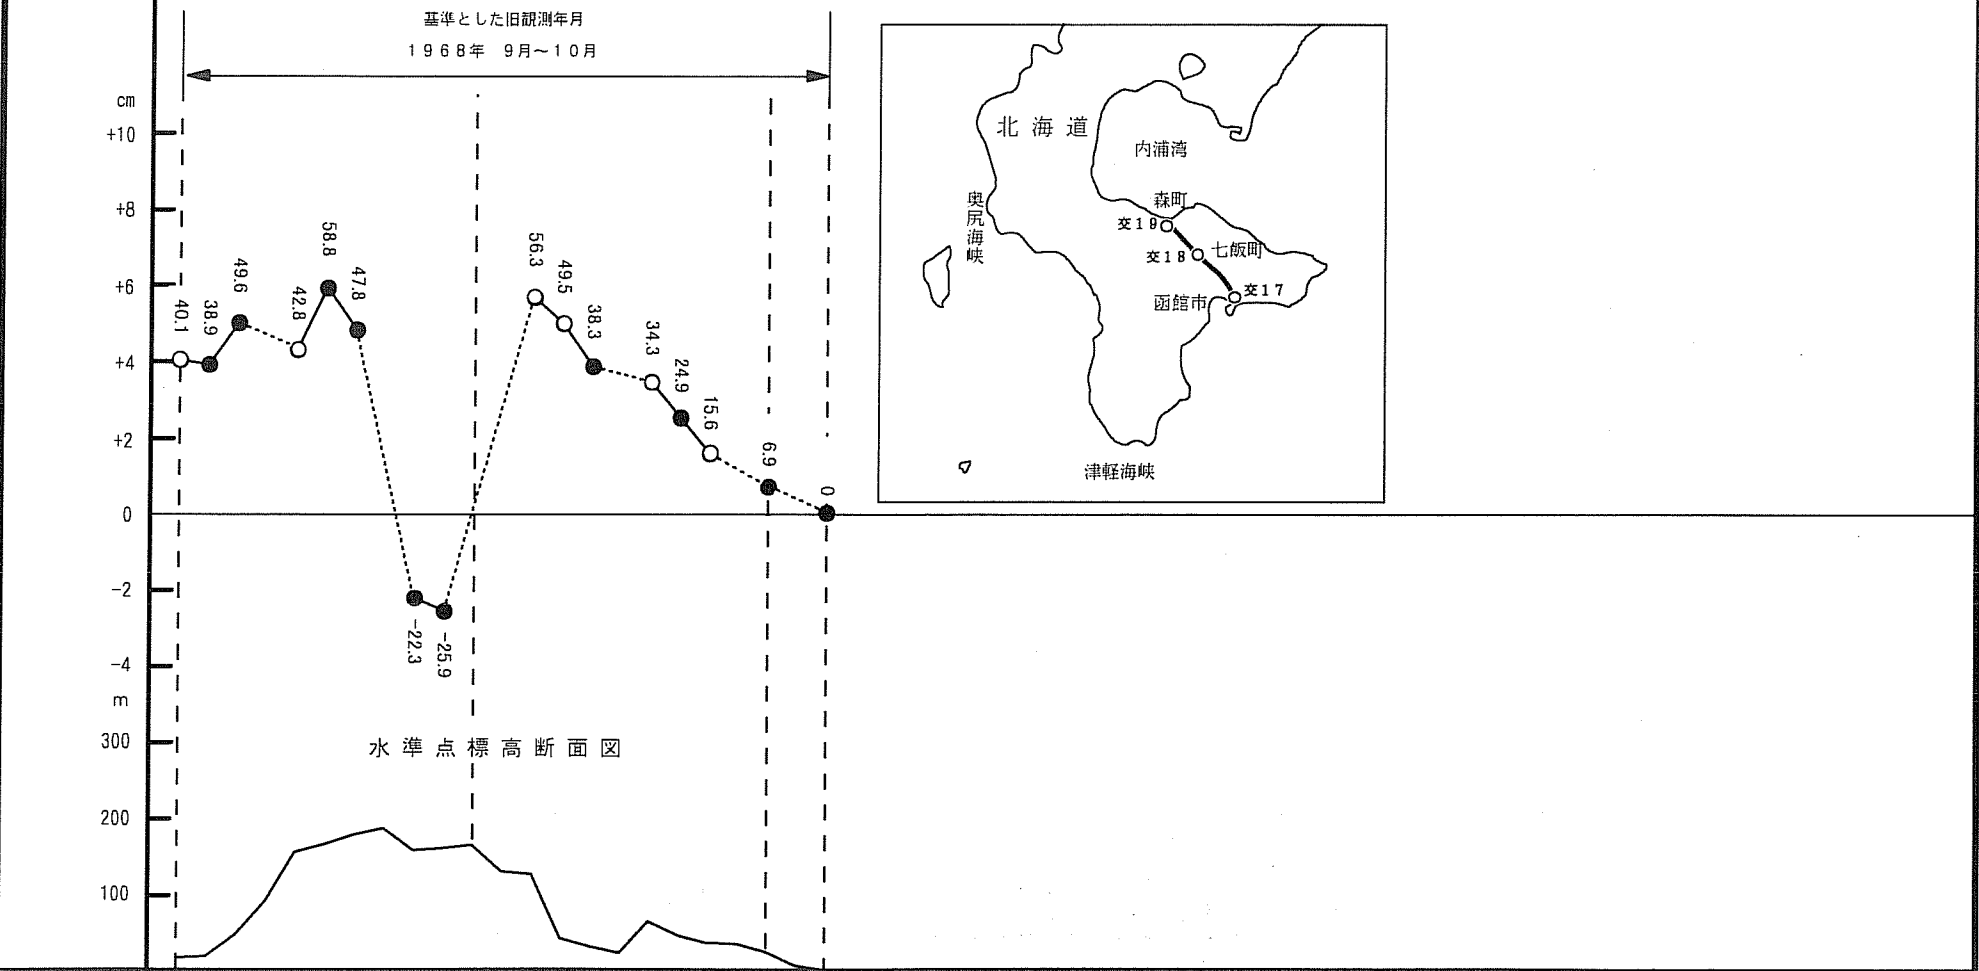 基準とした旧観測年月
1968年 9月~10月
cm
+10
+8
+6
+4
+2
0
-2
-4
m
300
200
100
40.1
38.9
49.6
42.8
58.8
47.8
-22.3
-25.9
56.3
49.5
38.3
34.3
24.9
15.6
6.9
0
水準点標高断面図
北海道
内浦湾
奥尻海峡
森町
交19
交18
七飯町
交17
函館市
津軽海峡